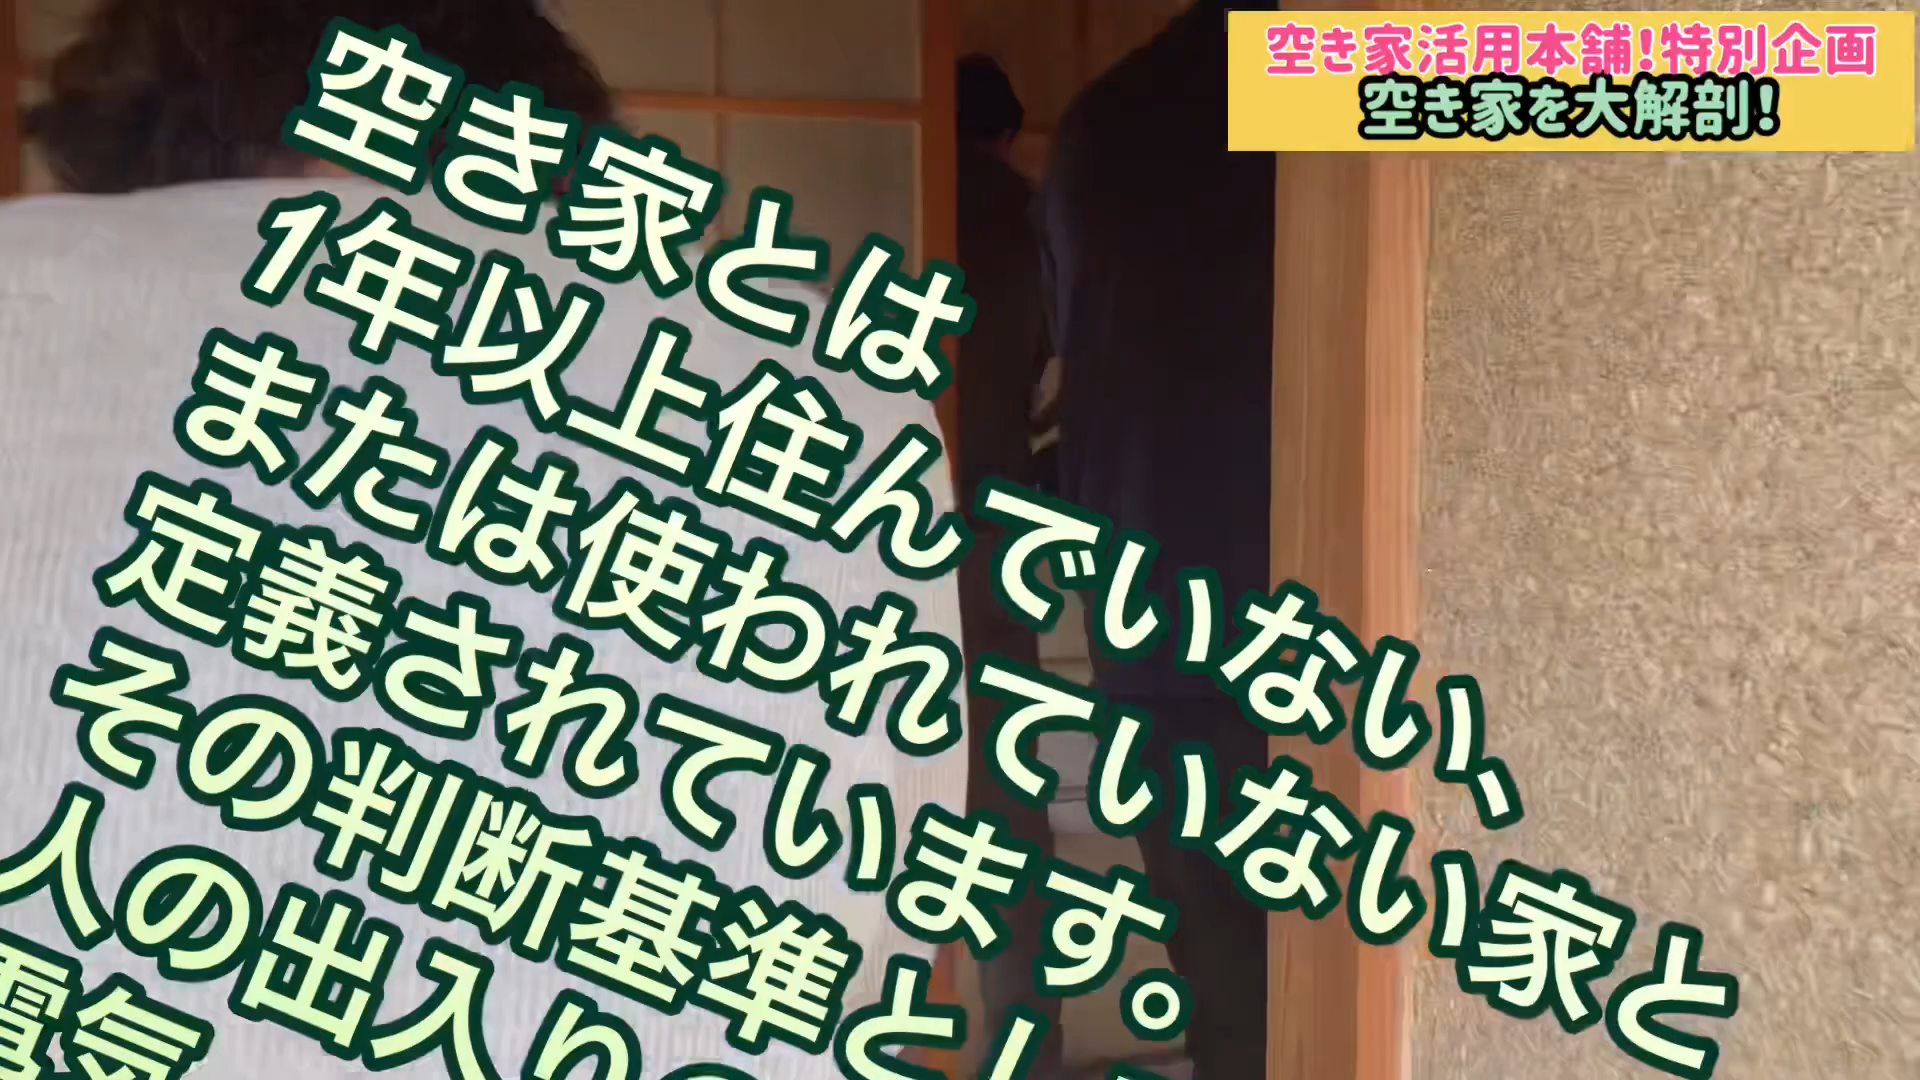 空き家活用本舗！特別企画
空き家を大解剖！
空き家とは
1年以上住んでいない、
または使われていない家と
定義されています。
その判断基準とし
人の出入り
電気